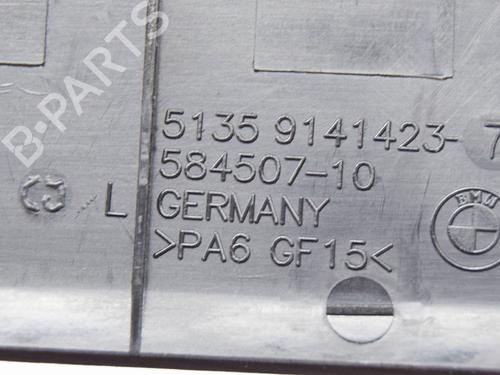 B-PARTS
5135 9141423- 7
584507-10
L GERMANY
>PA6 GF15<
BMW